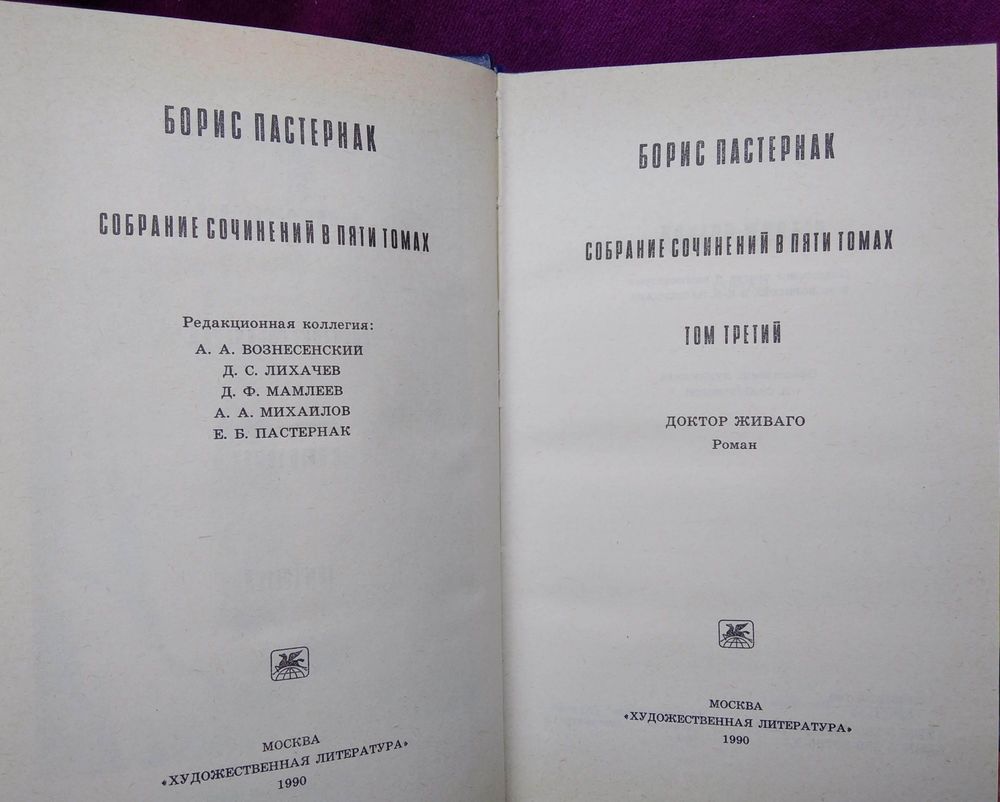 БОРИС ПАСТЕРНАК
СОБРАНИЕ СОЧИНЕНИЙ В ПЯТИ ТОМАХ
Редакционная коллегия:
А. А. ВОЗНЕСЕНСКИЙ
Д. С. ЛИХАЧЕВ
Д. Ф. МАМЛЕЕВ
А. А. МИХАЙЛОВ
Е. Б. ПАСТЕРНАК
МОСКВА
«ХУДОЖЕСТВЕННАЯ ЛИТЕРАТУРА»
1990
БОРИС ПАСТЕРНАК
СОБРАНИЕ СОЧИНЕНИЙ В ПЯТИ ТОМАХ
ТОМ ТРЕТИЙ
ДОКТОР ЖИВАГО
Роман
МОСКВА
«ХУДОЖЕСТВЕННАЯ ЛИТЕРАТУРА»
1990